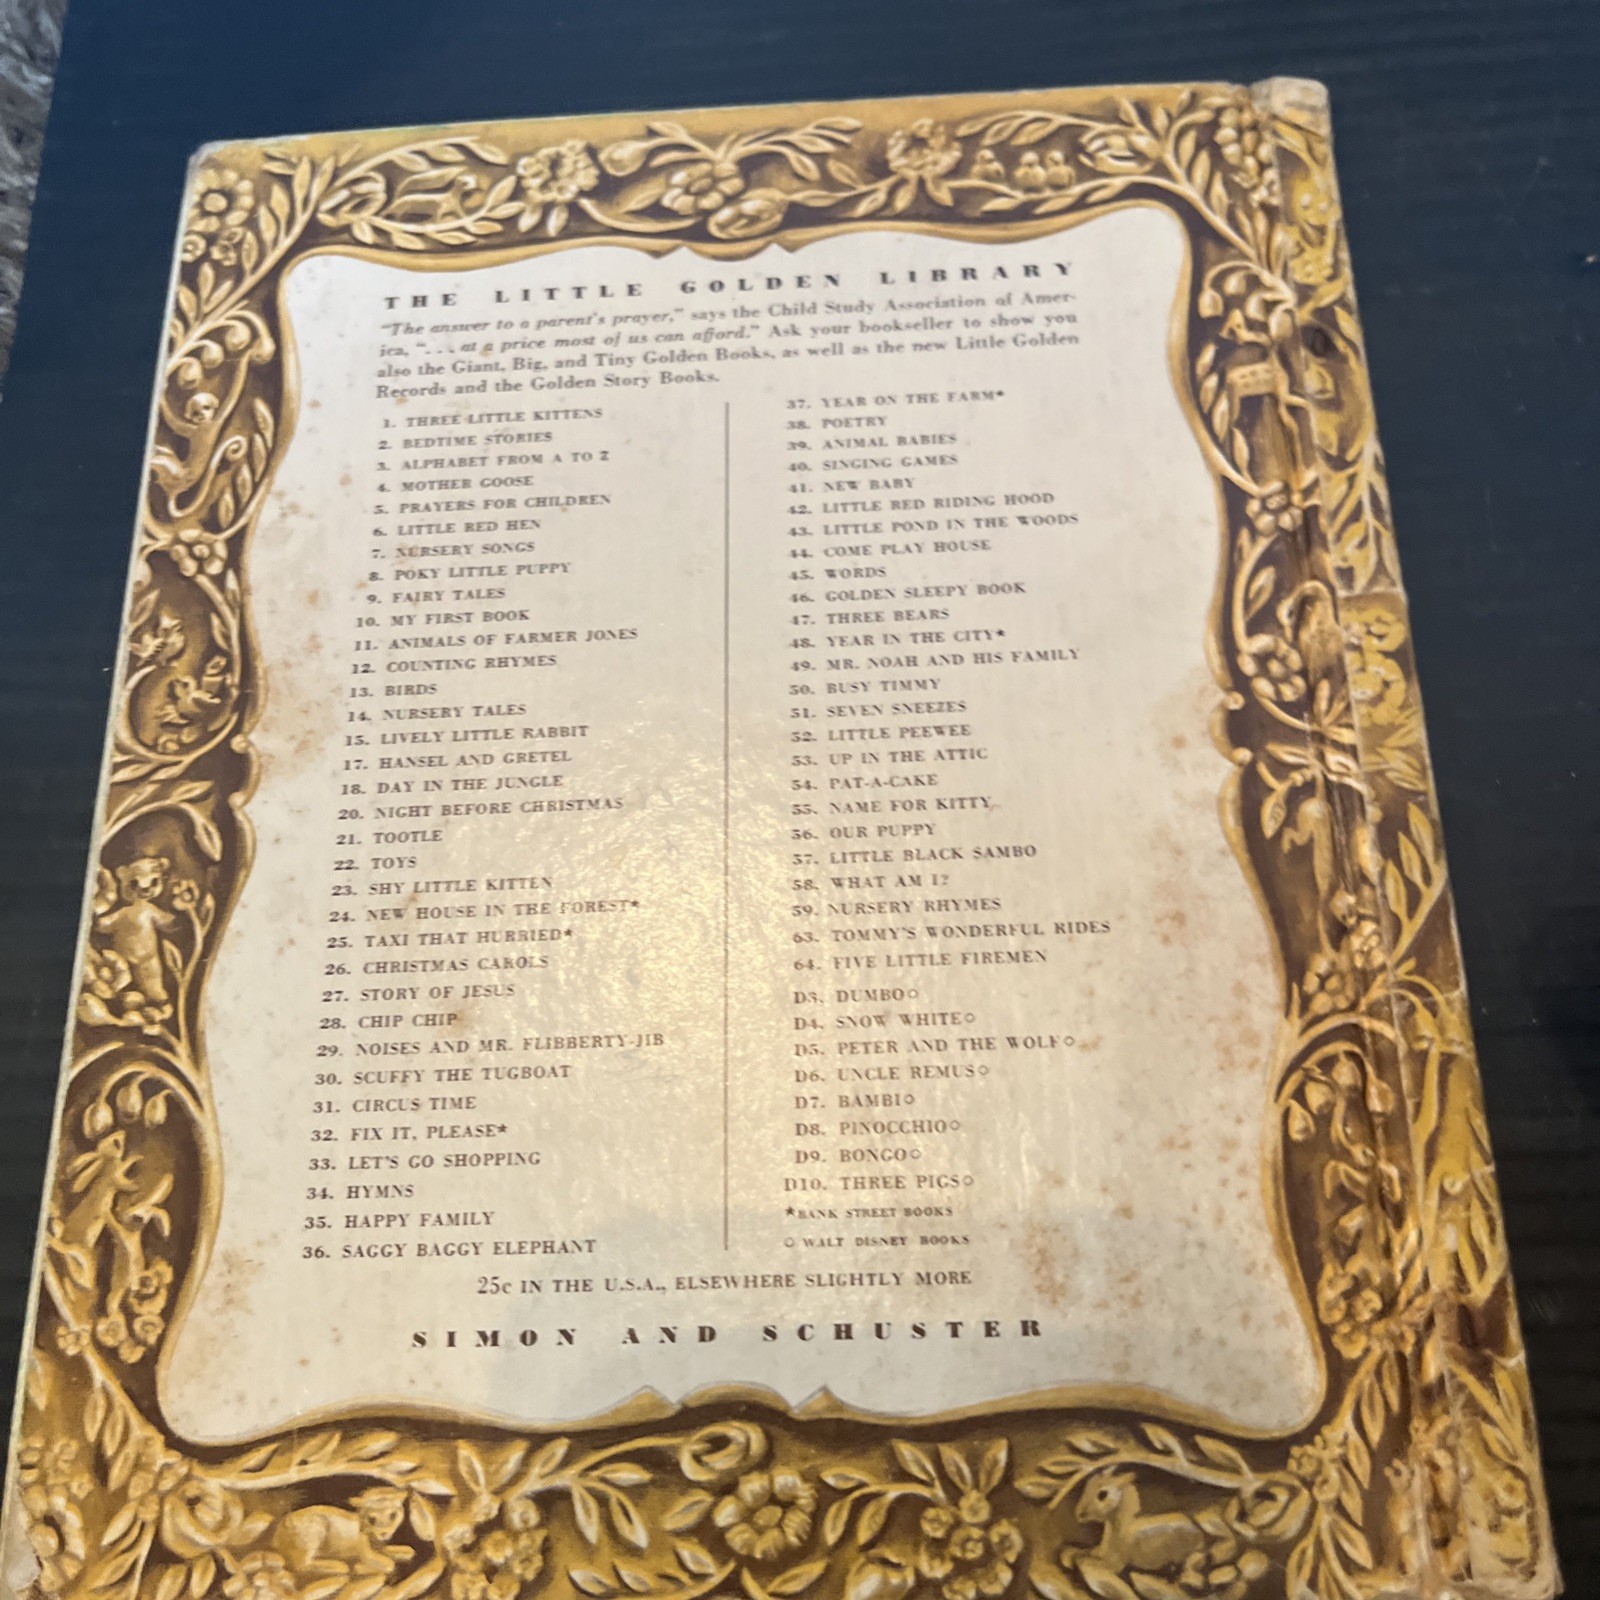 THE LITTLE GOLDEN LIBRARY
"The answer to a parent's prayer," says the Child Study Association of Amer-
ica, ". . . at a price most of us can afford." Ask your bookseller to show you
also the Giant, Big, and Tiny Golden Books, as well as the new Little Golden
Records and the Golden Story Books.
1. THREE LITTLE KITTENS
2. BEDTIME STORIES
3. ALPHABET FROM A TO Z
4. MOTHER GOOSE
5. PRAYERS FOR CHILDREN
6. LITTLE RED HEN
7. NURSERY SONGS
8. POKY LITTLE PUPPY
9. FAIRY TALES
10. MY FIRST BOOK
11. ANIMALS OF FARMER JONES
12. COUNTING RHYMES
13. BIRDS
14. NURSERY TALES
15. LIVELY LITTLE RABBIT
17. HANSEL AND GRETEL
18. DAY IN THE JUNGLE
20. NIGHT BEFORE CHRISTMAS
21. TOOTLE
22. TOYS
23. SHY LITTLE KITTEN
24. NEW HOUSE IN THE FOREST★
25. TAXI THAT HURRIED★
26. CHRISTMAS CAROLS
27. STORY OF JESUS
28. CHIP CHIP
29. NOISES AND MR. FLIBBERTY-JIB
30. SCUFFY THE TUGBOAT
31. CIRCUS TIME
32. FIX IT, PLEASE★
33. LET'S GO SHOPPING
34. HYMNS
35. HAPPY FAMILY
36. SAGGY BAGGY ELEPHANT
37. YEAR ON THE FARM★
38. POETRY
39. ANIMAL BABIES
40. SINGING GAMES
41. NEW BABY
42. LITTLE RED RIDING HOOD
43. LITTLE POND IN THE WOODS
44. COME PLAY HOUSE
45. WORDS
46. GOLDEN SLEEPY BOOK
47. THREE BEARS
48. YEAR IN THE CITY★
49. MR. NOAH AND HIS FAMILY
50. BUSY TIMMY
51. SEVEN SNEEZES
52. LITTLE PEEWEE
53. UP IN THE ATTIC
54. PAT-A-CAKE
55. NAME FOR KITTY
56. OUR PUPPY
57. LITTLE BLACK SAMBO
58. WHAT AM I?
59. NURSERY RHYMES
63. TOMMY'S WONDERFUL RIDES
64. FIVE LITTLE FIREMEN
D3. DUMBO○
D4. SNOW WHITE○
D5. PETER AND THE WOLF○
D6. UNCLE REMUS○
D7. BAMBI○
D8. PINOCCHIO○
D9. BONGO○
D10. THREE PIGS○
★BANK STREET BOOKS
○ WALT DISNEY BOOKS
25c IN THE U.S.A., ELSEWHERE SLIGHTLY MORE
SIMON AND SCHUSTER